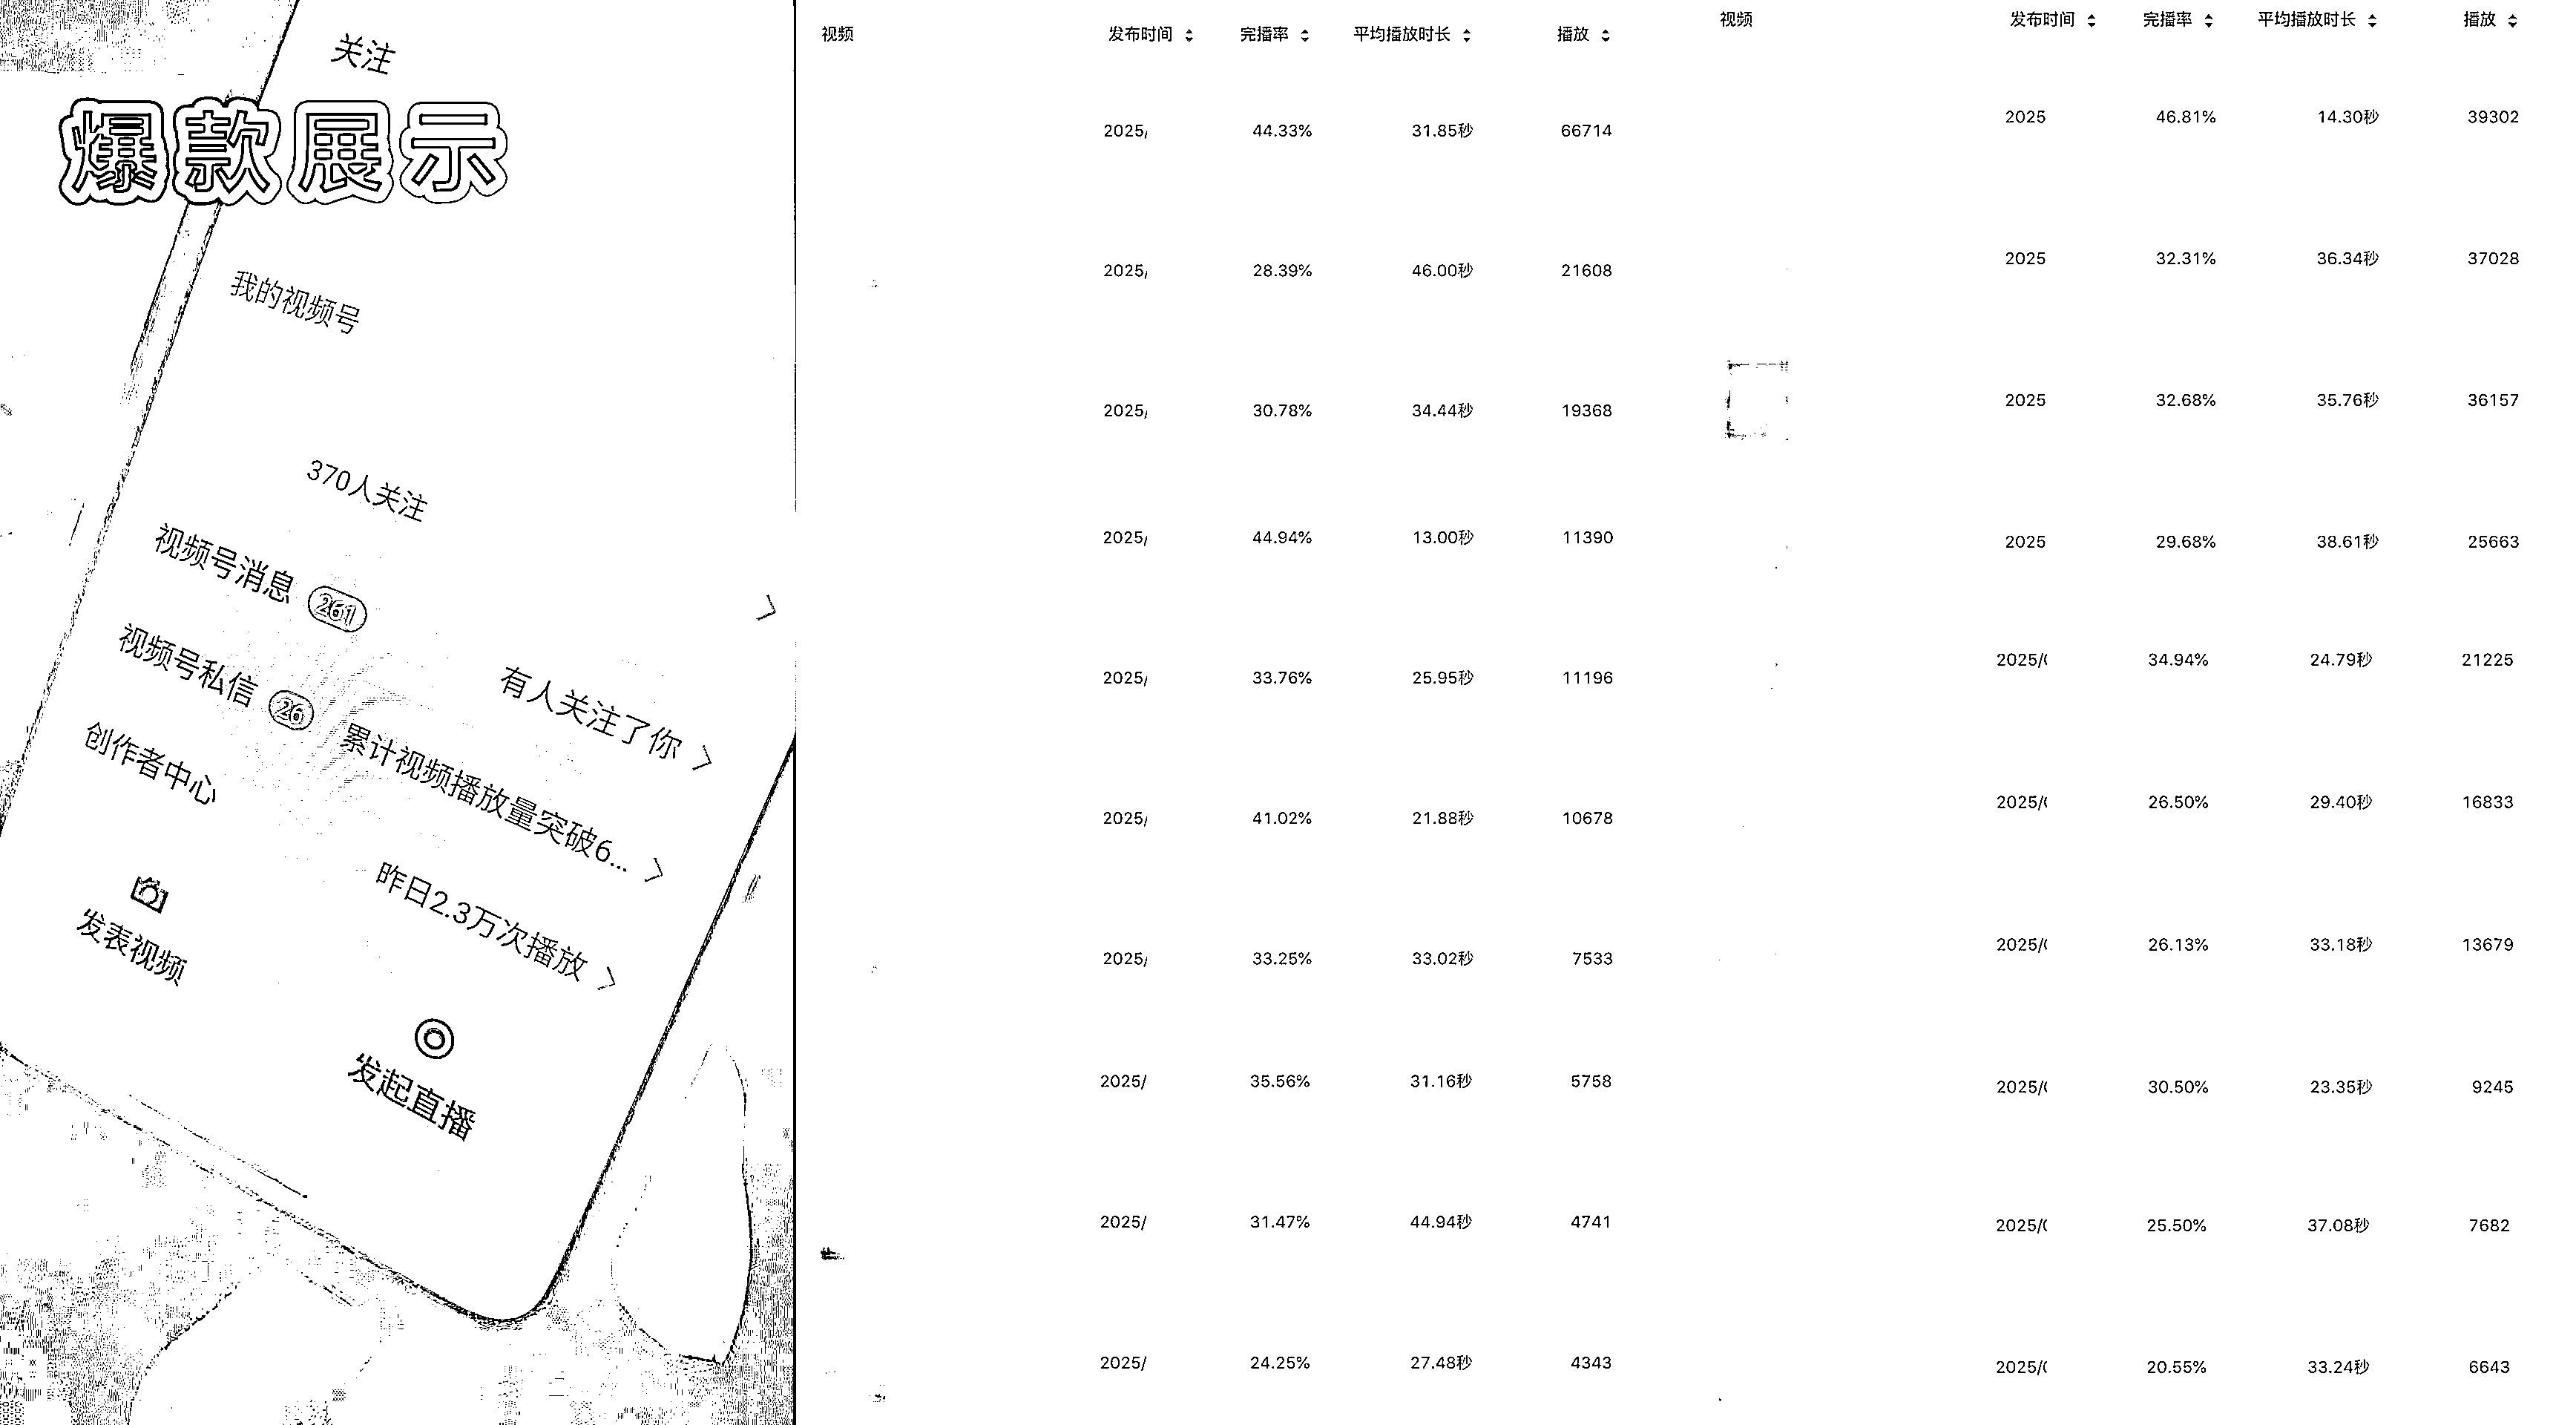 关注
爆款展示
我的视频号
370人关注
视频号消息 261
有人关注了你
视频号私信 26
累计视频播放量突破6...
创作者中心
昨日2.3万次播放
发表视频
发起直播
视频 发布时间 完播率 平均播放时长 播放
2025/ 44.33% 31.85秒 66714
2025/ 28.39% 46.00秒 21608
2025/ 30.78% 34.44秒 19368
2025/ 44.94% 13.00秒 11390
2025/ 33.76% 25.95秒 11196
2025/ 41.02% 21.88秒 10678
2025/ 33.25% 33.02秒 7533
2025/ 35.56% 31.16秒 5758
2025/ 31.47% 44.94秒 4741
2025/ 24.25% 27.48秒 4343
视频 发布时间 完播率 平均播放时长 播放
2025 46.81% 14.30秒 39302
2025 32.31% 36.34秒 37028
2025 32.68% 35.76秒 36157
2025 29.68% 38.61秒 25663
2025/ 34.94% 24.79秒 21225
2025/ 26.50% 29.40秒 16833
2025/ 26.13% 33.18秒 13679
2025/ 30.50% 23.35秒 9245
2025/ 25.50% 37.08秒 7682
2025/ 20.55% 33.24秒 6643